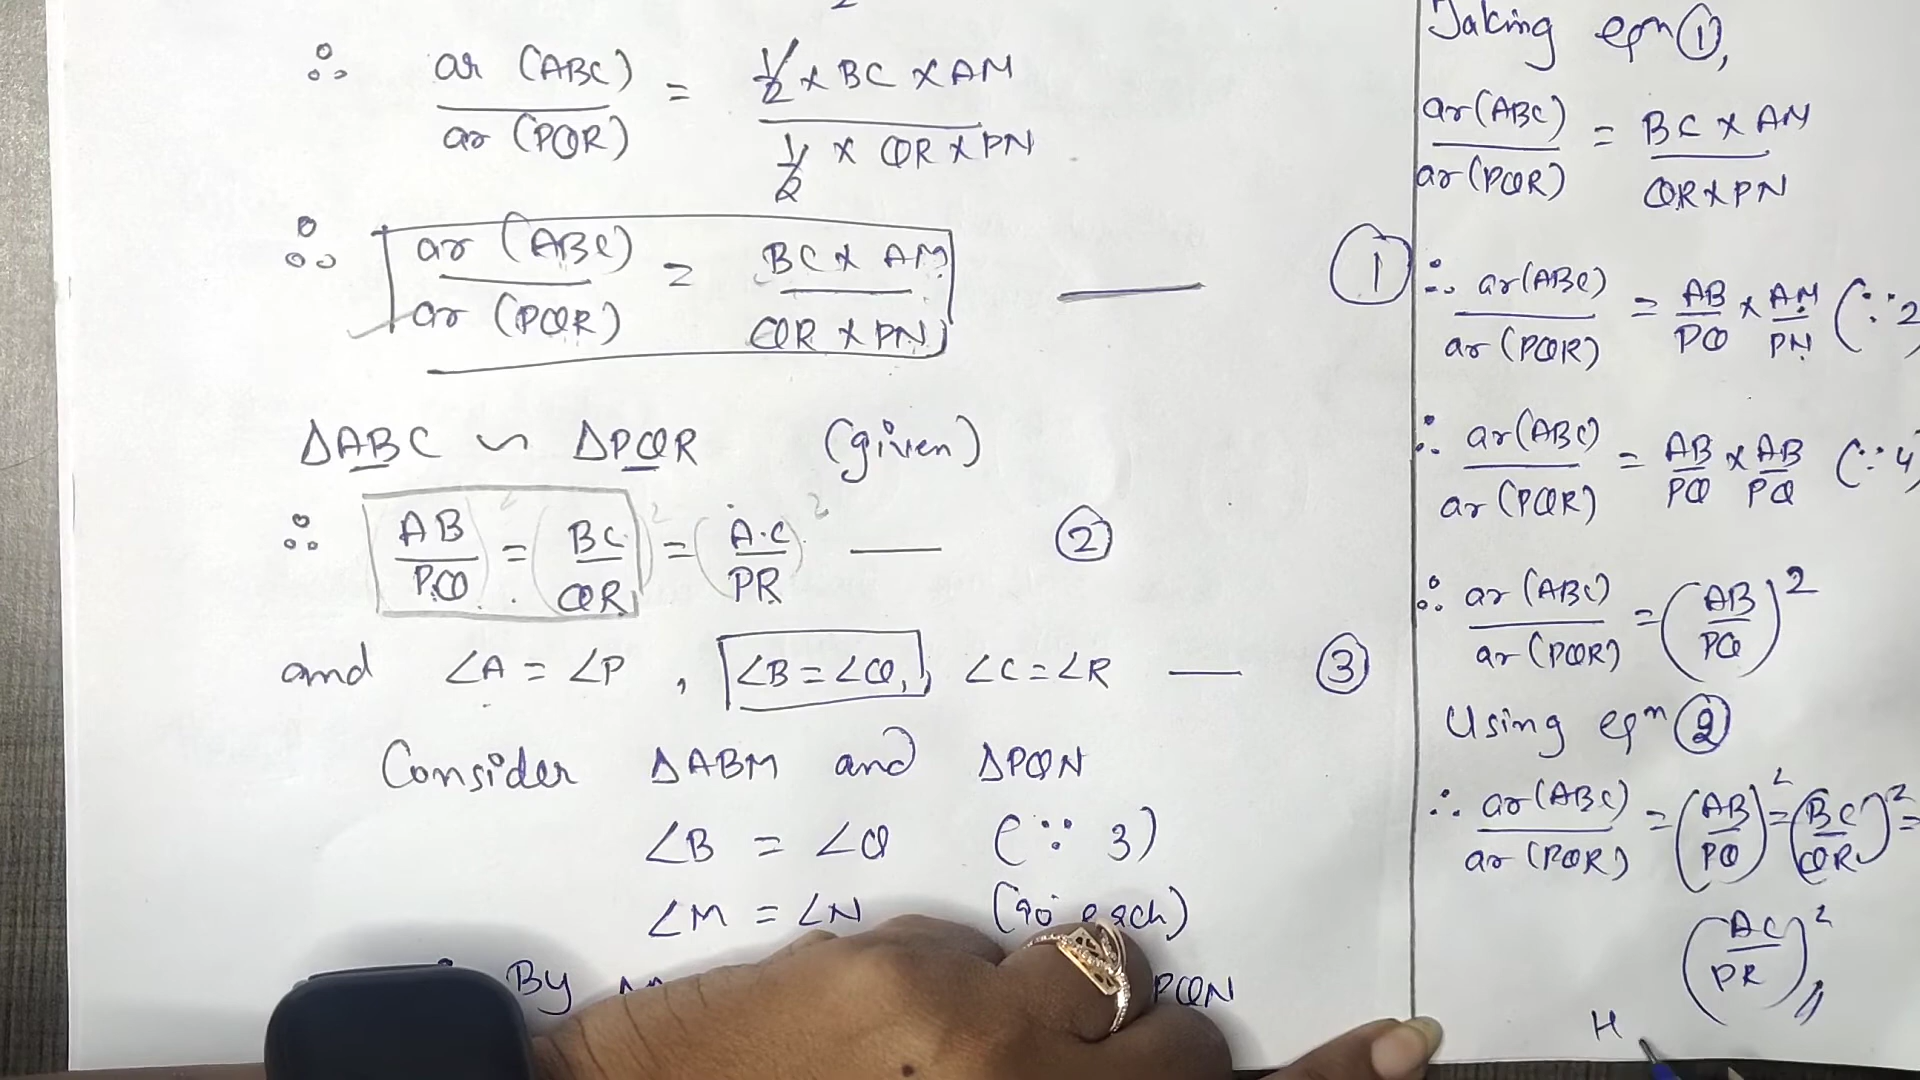 ∴ ar (ABC) / ar (PQR) = 1/2 × BC × AM / 1/2 × QR × PN
∴ ar (ABC) / ar (PQR) = BC × AM / QR × PN —— ①
ΔABC ∽ ΔPQR (given)
∴ (AB/PQ)² = (BC/QR)² = (AC/PR)² —— ②
and ∠A = ∠P , ∠B = ∠Q, ∠C = ∠R —— ③
Consider ΔABM and ΔPQN
∠B = ∠Q (∵ 3)
∠M = ∠N (90° each)
By PQN
Taking eqn ①,
ar(ABC) / ar(PQR) = BC × AM / QR × PN
∴ ar(ABC) / ar(PQR) = AB/PQ × AM/PN (∵ 2)
∴ ar(ABC) / ar(PQR) = AB/PQ × AB/PQ (∵ 4)
∴ ar(ABC) / ar(PQR) = (AB/PQ)²
Using eqn ②
∴ ar(ABC) / ar(PQR) = (AB/PQ)² = (BC/QR)² =
(AC/PR)²
H